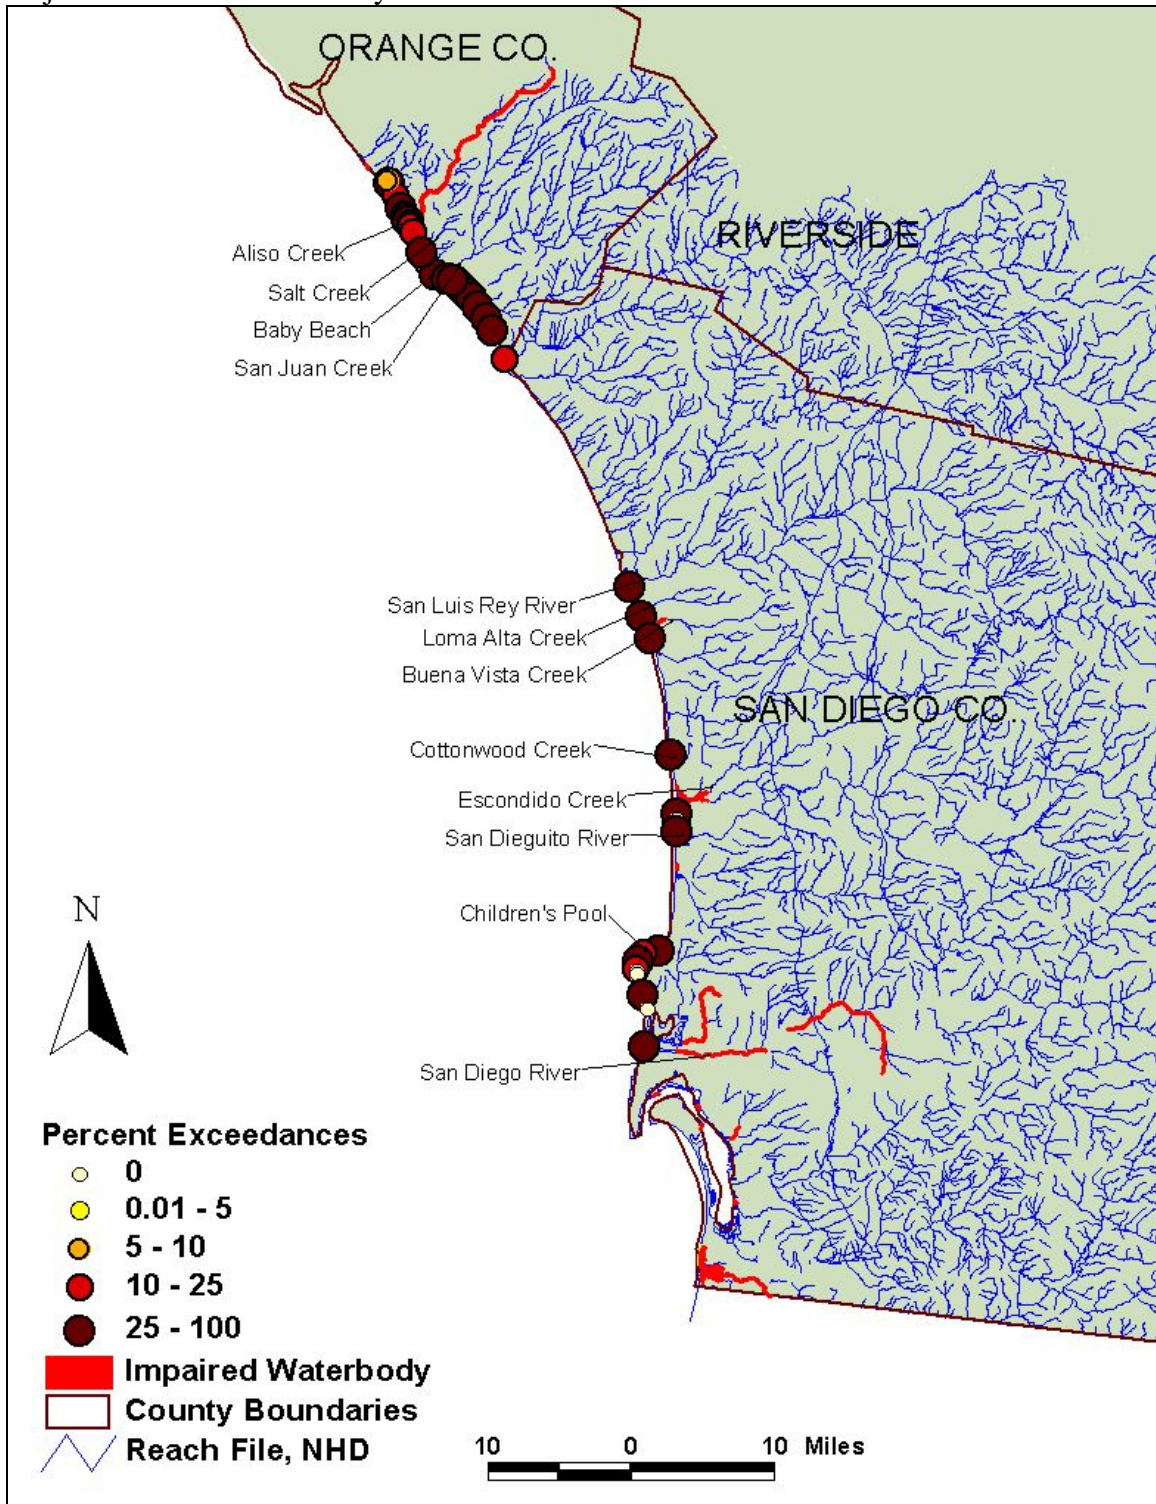 ORANGE CO.
RIVERSIDE
Aliso Creek
Salt Creek
Baby Beach
San Juan Creek
San Luis Rey River
Loma Alta Creek
Buena Vista Creek
SAN DIEGO CO.
Cottonwood Creek
Escondido Creek
San Dieguito River
Children's Pool
N
San Diego River
Percent Exceedances
0
0.01 - 5
5 - 10
10 - 25
25 - 100
Impaired Waterbody
County Boundaries
Reach File, NHD
10 0 10 Miles